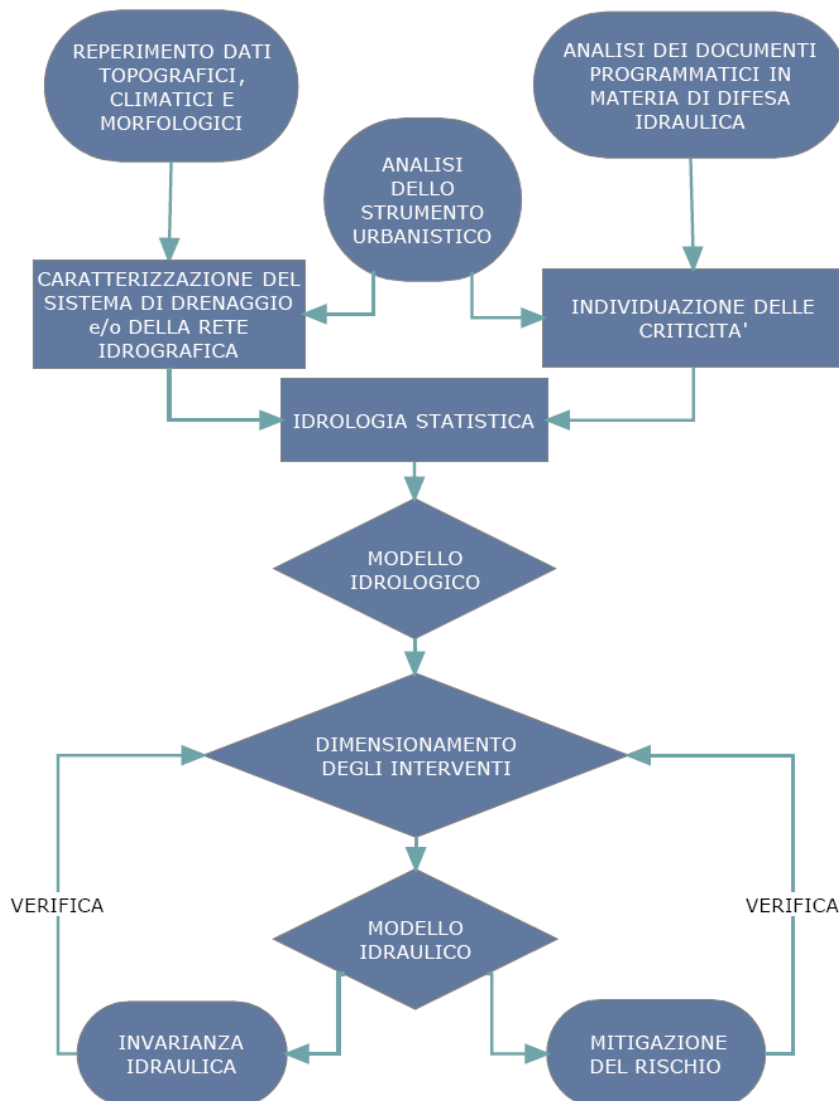 REPERIMENTO DATI
TOPOGRAFICI,
CLIMATICI E
MORFOLOGICI
ANALISI DEI DOCUMENTI
PROGRAMMATICI IN
MATERIA DI DIFESA
IDRAULICA
ANALISI
DELLO
STRUMENTO
URBANISTICO
CARATTERIZZAZIONE DEL
SISTEMA DI DRENAGGIO
e/o DELLA RETE
IDROGRAFICA
INDIVIDUAZIONE DELLE
CRITICITA'
IDROLOGIA STATISTICA
MODELLO
IDROLOGICO
DIMENSIONAMENTO
DEGLI INTERVENTI
VERIFICA
VERIFICA
MODELLO
IDRAULICO
INVARIANZA
IDRAULICA
MITIGAZIONE
DEL RISCHIO